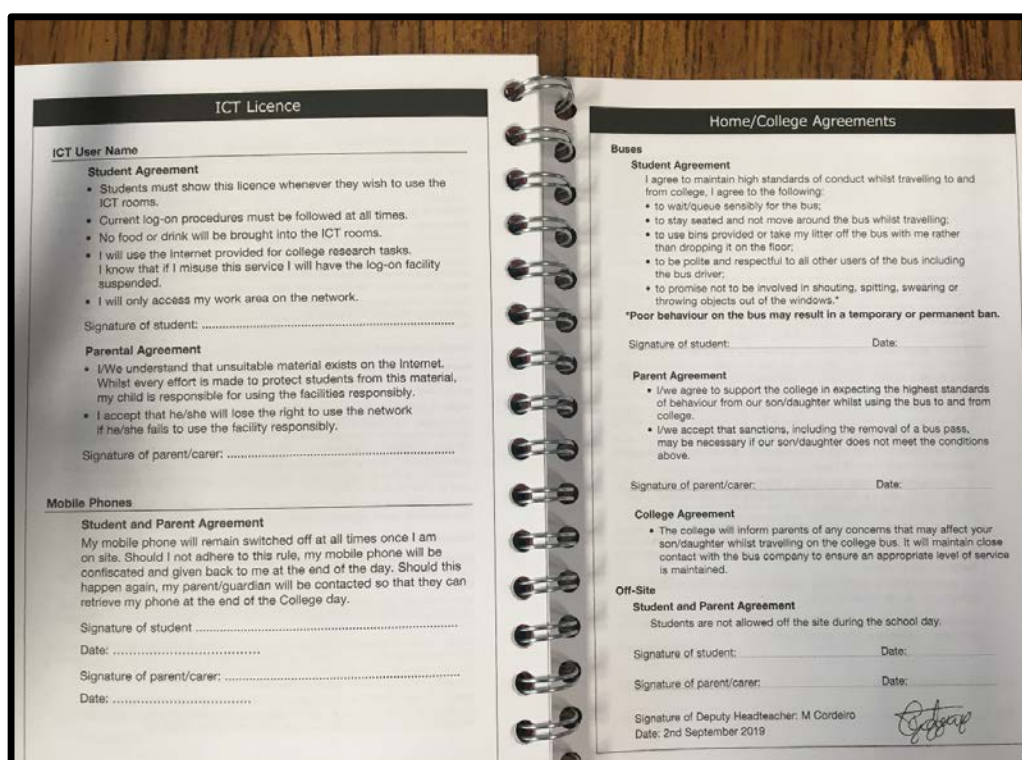 ICT Licence
ICT User Name
Student Agreement
• Students must show this licence whenever they wish to use the
ICT rooms.
• Current log-on procedures must be followed at all times.
• No food or drink will be brought into the ICT rooms.
• I will use the Internet provided for college research tasks.
I know that if I misuse this service I will have the log-on facility
suspended.
• I will only access my work area on the network.
Signature of student:
Parental Agreement
• I/We understand that unsuitable material exists on the Internet.
Whilst every effort is made to protect students from this material,
my child is responsible for using the facilities responsibly.
• I accept that he/she will lose the right to use the network
if he/she fails to use the facility responsibly.
Signature of parent/carer:
Mobile Phones
Student and Parent Agreement
My mobile phone will remain switched off at all times once I am
on site. Should I not adhere to this rule, my mobile phone will be
confiscated and given back to me at the end of the day. Should this
happen again, my parent/guardian will be contacted so that they can
retrieve my phone at the end of the College day.
Signature of student
Date:
Signature of parent/carer:
Date:
Home/College Agreements
Buses
Student Agreement
I agree to maintain high standards of conduct whilst travelling to and
from college, I agree to the following:
• to wait/queue sensibly for the bus;
• to stay seated and not move around the bus whilst travelling;
• to use bins provided or take my litter off the bus with me rather
than dropping it on the floor;
• to be polite and respectful to all other users of the bus including
the bus driver;
• to promise not to be involved in shouting, spitting, swearing or
throwing objects out of the windows.*
*Poor behaviour on the bus may result in a temporary or permanent ban.
Signature of student: Date:
Parent Agreement
• I/we agree to support the college in expecting the highest standards
of behaviour from our son/daughter whilst using the bus to and from
college.
• I/we accept that sanctions, including the removal of a bus pass,
may be necessary if our son/daughter does not meet the conditions
above.
Signature of parent/carer: Date:
College Agreement
• The college will inform parents of any concerns that may affect your
son/daughter whilst travelling on the college bus. It will maintain close
contact with the bus company to ensure an appropriate level of service
is maintained.
Off-Site
Student and Parent Agreement
Students are not allowed off the site during the school day.
Signature of student: Date:
Signature of parent/carer: Date:
Signature of Deputy Headteacher: M Cordeiro
Date: 2nd September 2019